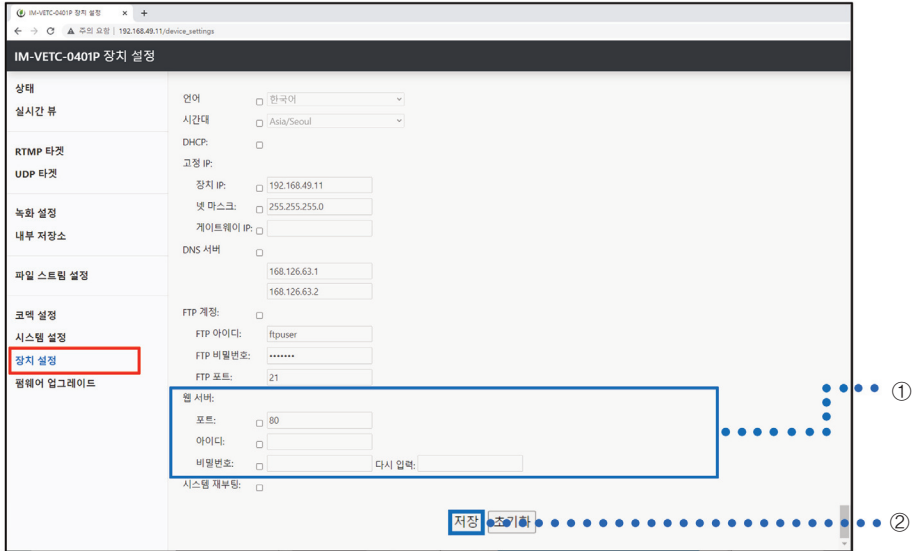 IM-VETC-0401P 장치 설정 x +
주의 요함 | 192.168.49.11/device_settings
IM-VETC-0401P 장치 설정
상태
실시간 뷰
RTMP 타겟
UDP 타겟
녹화 설정
내부 저장소
파일 스트림 설정
코덱 설정
시스템 설정
장치 설정
펌웨어 업그레이드
언어 한국어
시간대 Asia/Seoul
DHCP:
고정 IP:
장치 IP: 192.168.49.11
넷 마스크: 255.255.255.0
게이트웨이 IP:
DNS 서버
168.126.63.1
168.126.63.2
FTP 계정:
FTP 아이디: ftpuser
FTP 비밀번호: •••••••
FTP 포트: 21
웹 서버:
포트: 80
아이디:
비밀번호: 다시 입력:
시스템 재부팅:
저장 초기화
①
②